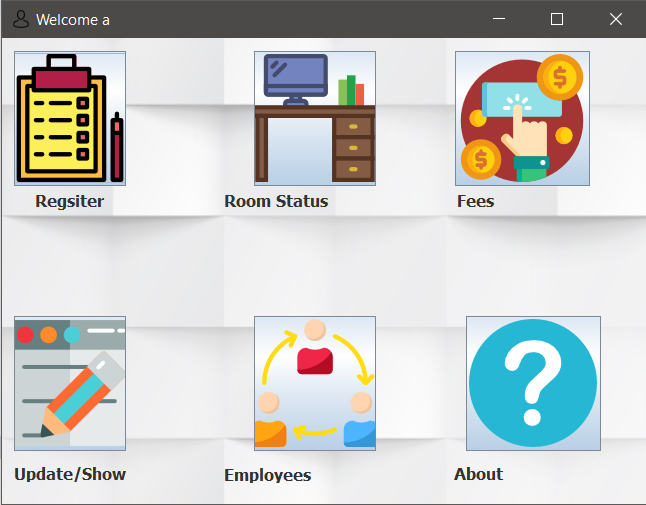 Welcome a
Regsiter
Room Status
Fees
Update/Show
Employees
About